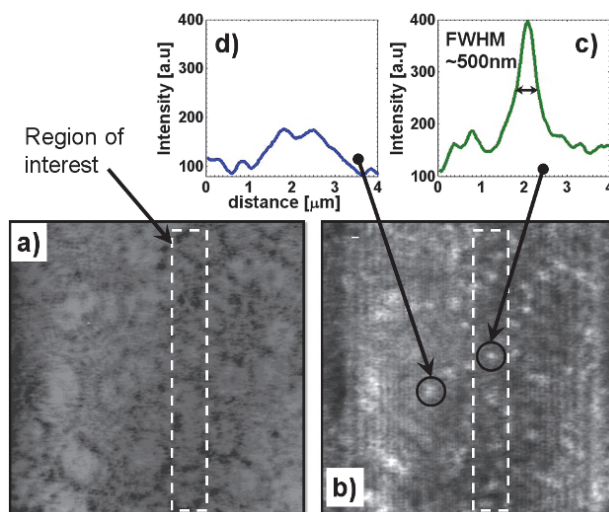 400
300
200
100
0
1
2
3
4
Intensity [a.u]
distance [µm]
d)
400
300
200
100
0
1
2
3
4
Intensity [a.u]
FWHM
~500nm
c)
Region of
interest
a)
b)